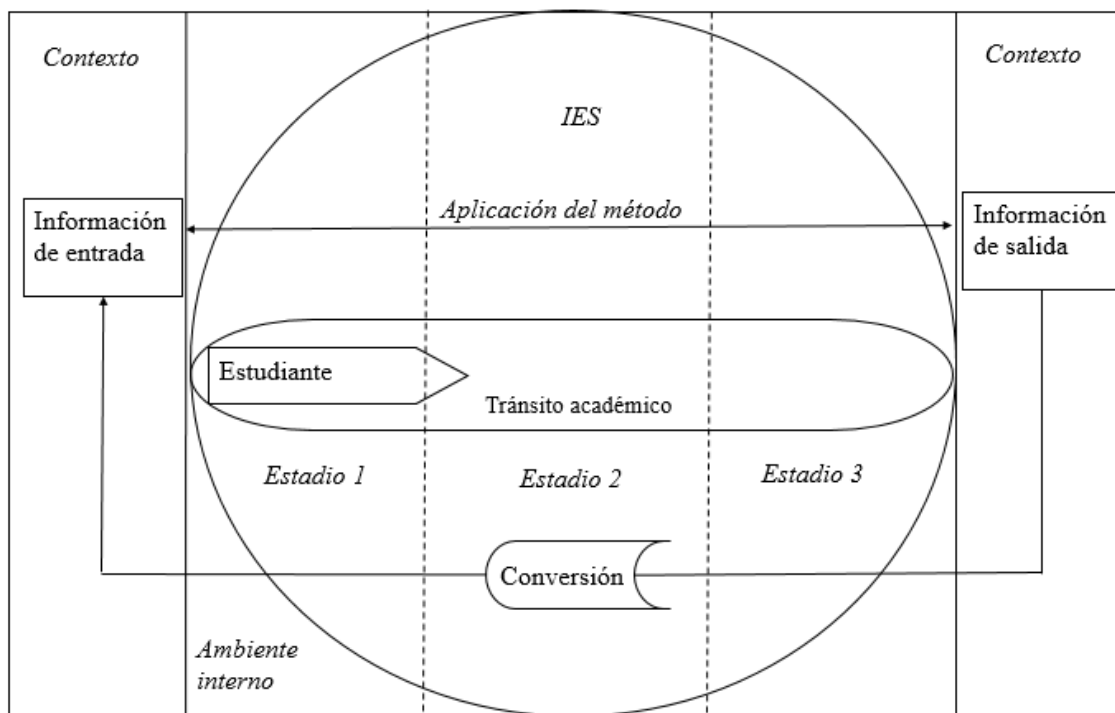 Contexto
Contexto
IES
Aplicación del método
Información
de entrada
Información
de salida
Estudiante
Tránsito académico
Estadio 1
Estadio 2
Estadio 3
Conversión
Ambiente
interno